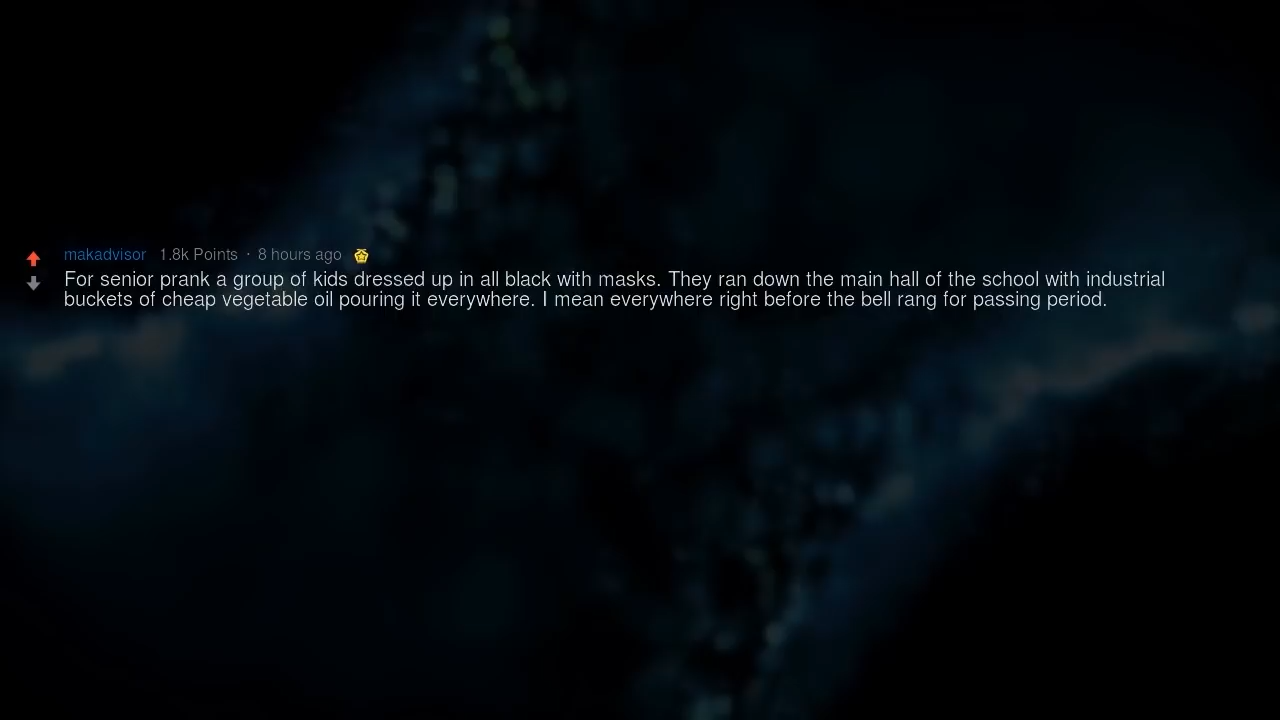 makadvisor 1.8k Points · 8 hours ago
For senior prank a group of kids dressed up in all black with masks. They ran down the main hall of the school with industrial
buckets of cheap vegetable oil pouring it everywhere. I mean everywhere right before the bell rang for passing period.